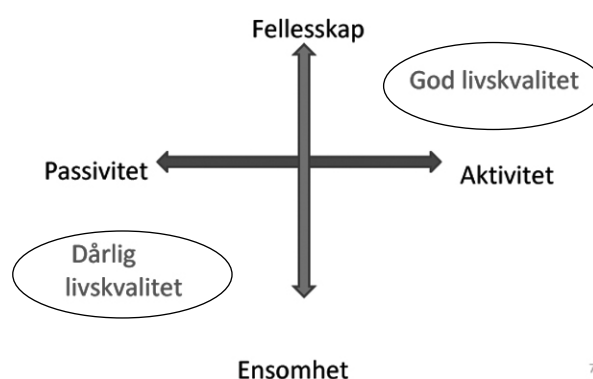 Fellesskap
God livskvalitet
Passivitet
Aktivitet
Dårlig
livskvalitet
Ensomhet
7